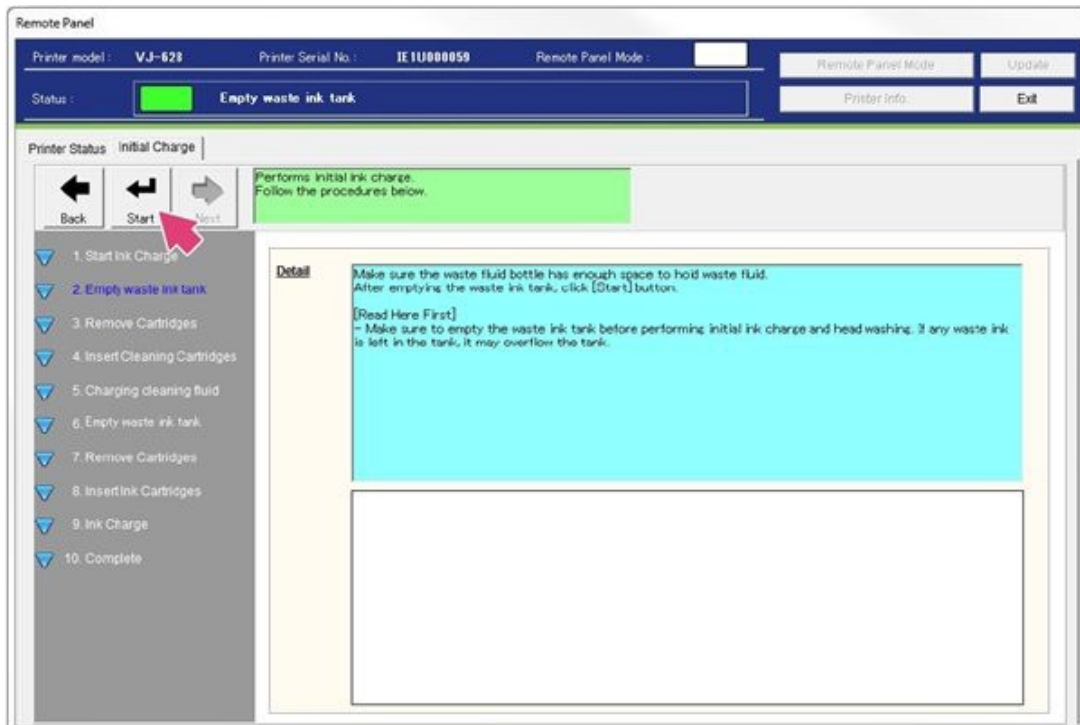 Remote Panel
Printer model : VJ-628 Printer Serial No. : IE1U000059 Remote Panel Mode :
Remote Panel Mode Update
Status : Empty waste ink tank
Printer Info. Exit
Printer Status Initial Charge
Back Start Next
Performs initial ink charge.
Follow the procedures below.
1. Start Ink Charge
2. Empty waste ink tank
3. Remove Cartridges
4. Insert Cleaning Cartridges
5. Charging cleaning fluid
6. Empty waste ink tank
7. Remove Cartridges
8. Insert Ink Cartridges
9. Ink Charge
10. Complete
Detail
Make sure the waste fluid bottle has enough space to hold waste fluid.
After emptying the waste ink tank, click [Start] button.
[Read Here First]
- Make sure to empty the waste ink tank before performing initial ink charge and head washing. If any waste ink
is left in the tank, it may overflow the tank.